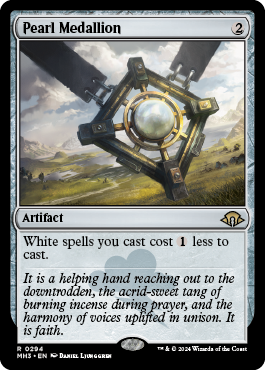 Pearl Medallion 2
Artifact
White spells you cast cost 1 less to
cast.
It is a helping hand reaching out to the
downtrodden, the acrid-sweet tang of
burning incense during prayer, and the
harmony of voices uplifted in unison. It
is faith.
R 0294
MH3 • EN Daniel Ljunggren
™ & © 2024 Wizards of the Coast